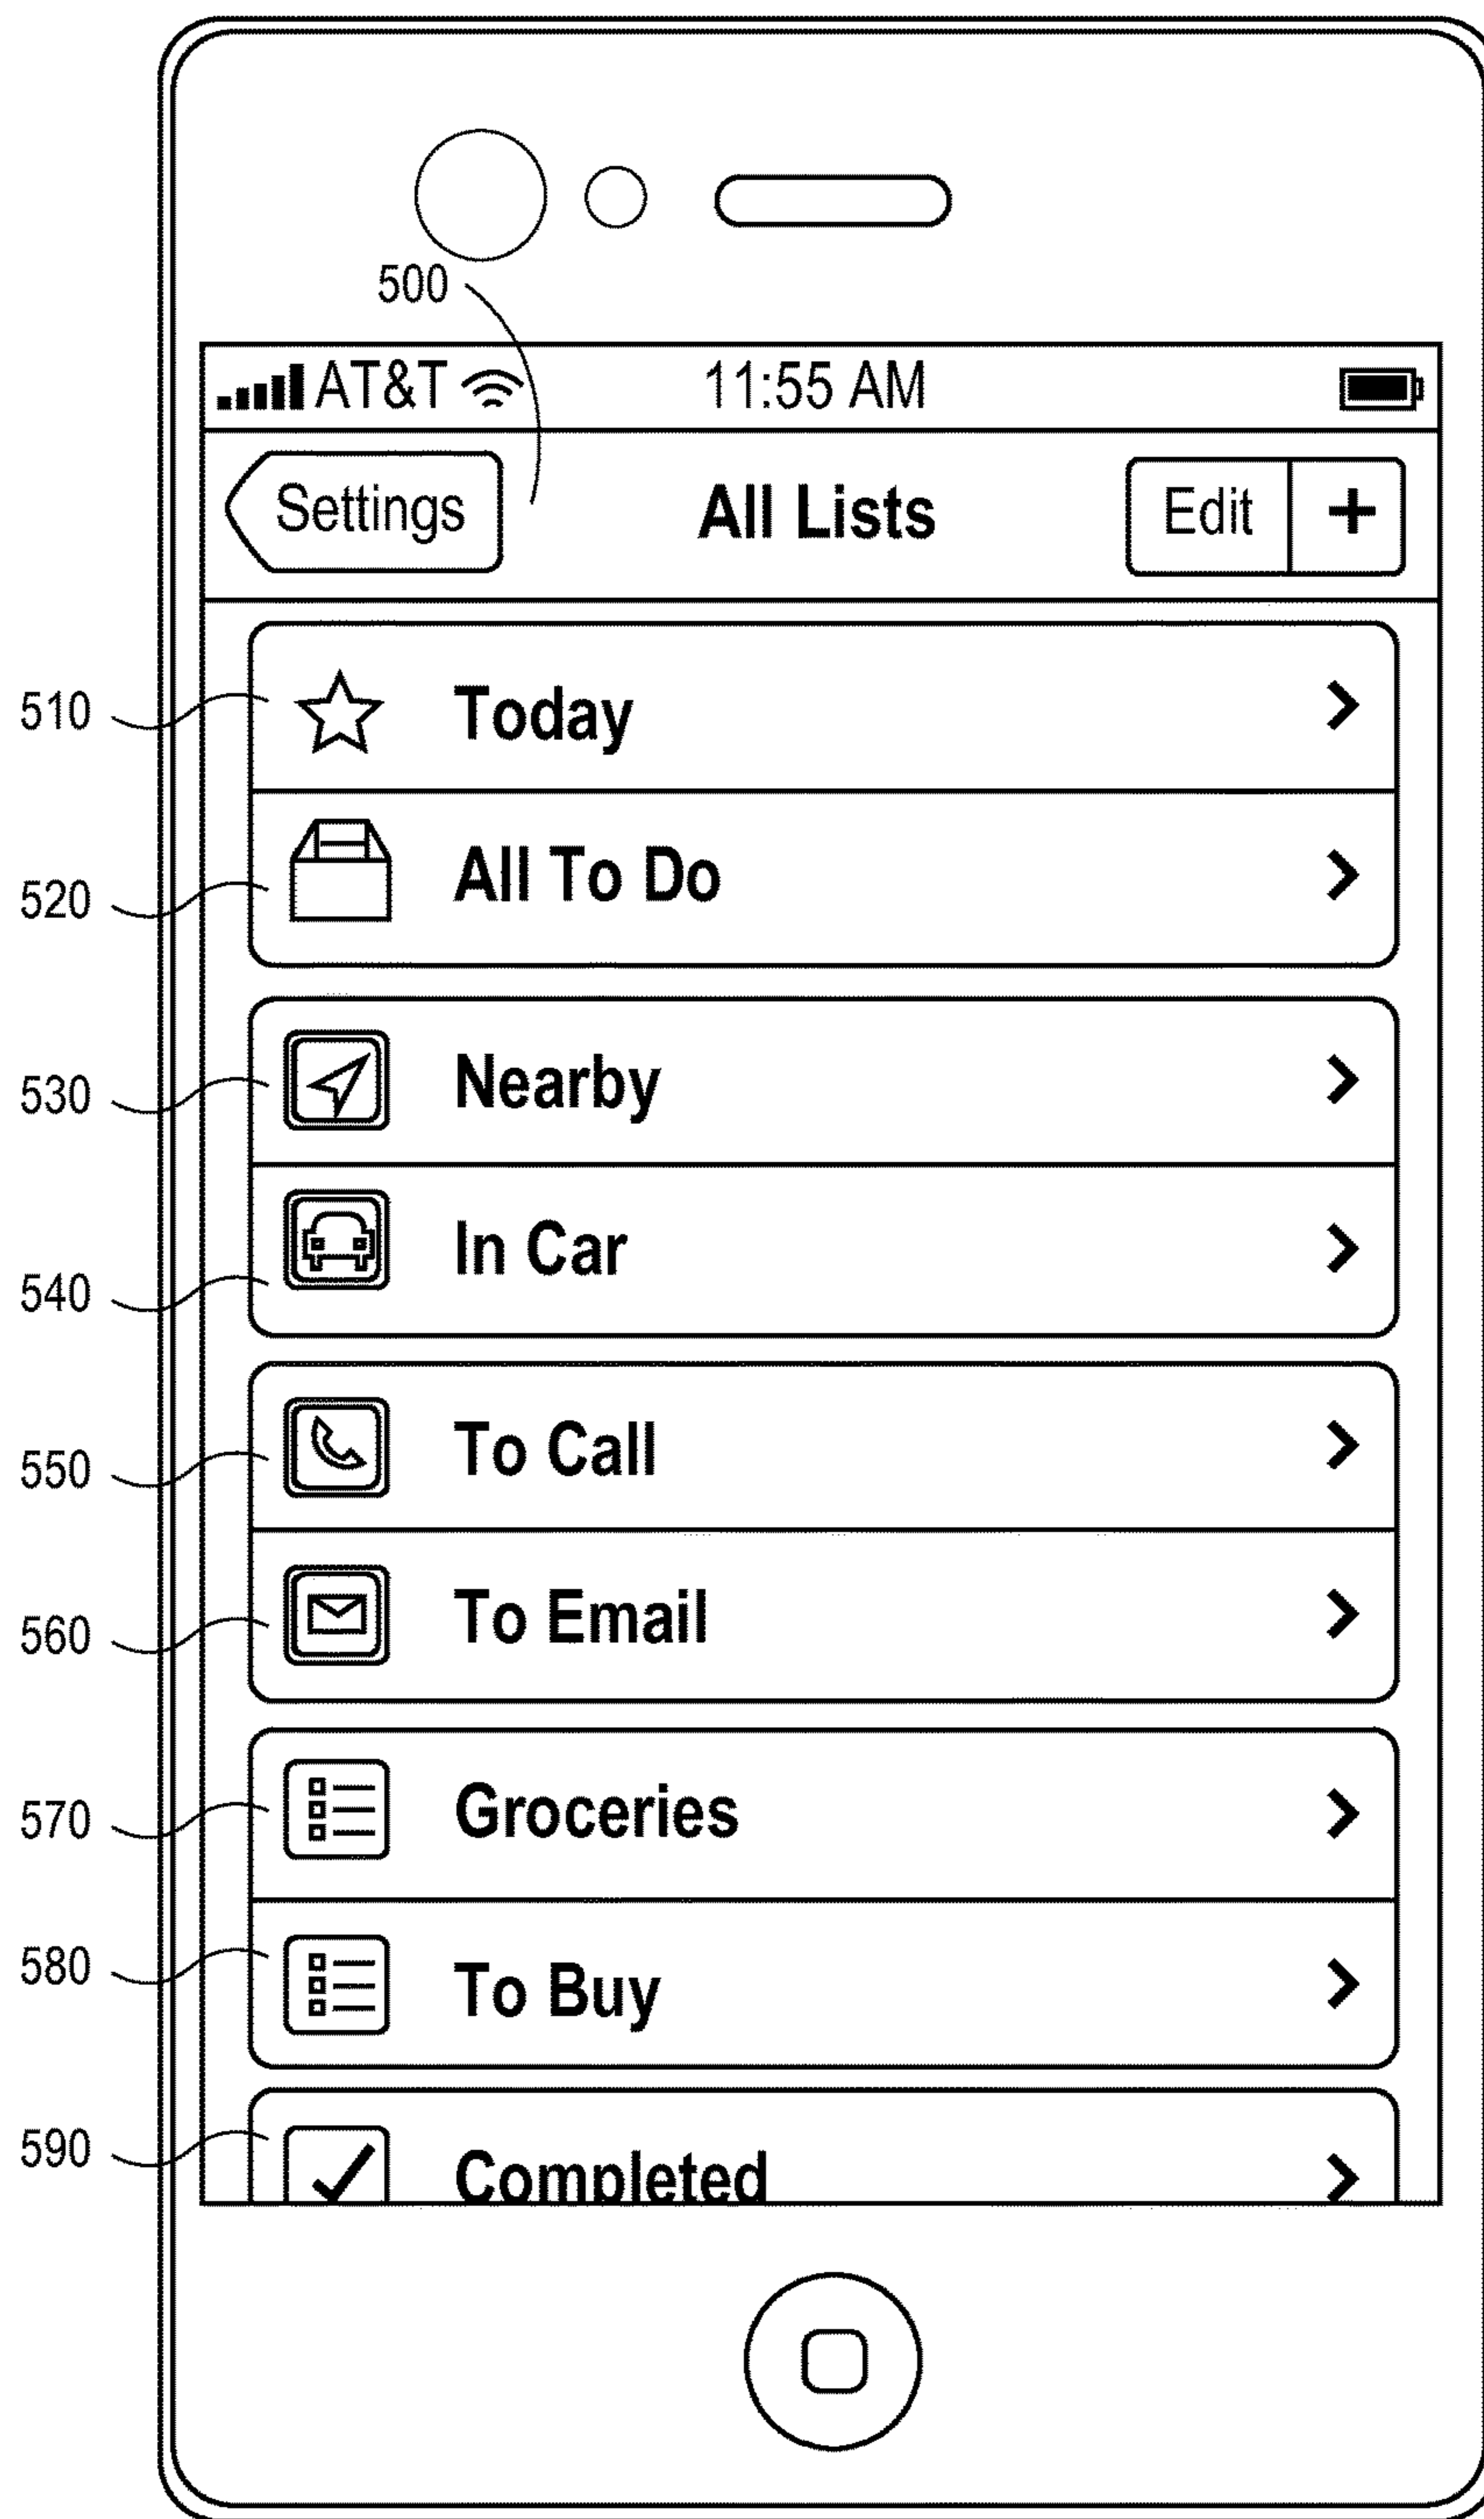 500
AT&T 11:55 AM
Settings All Lists Edit +
510 Today
520 All To Do
530 Nearby
540 In Car
550 To Call
560 To Email
570 Groceries
580 To Buy
590 Completed